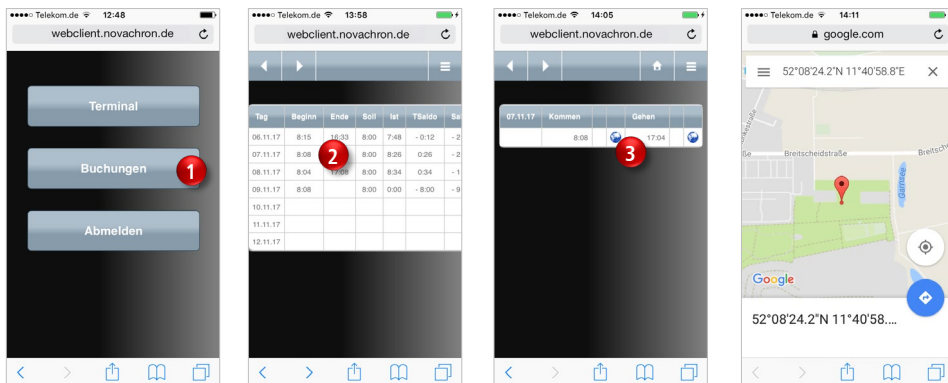 Telekom.de 12:48
webclient.novachron.de
Terminal
Buchungen
1
Abmelden
Telekom.de 13:58
webclient.novachron.de
Tag Beginn Ende Soll Ist TSaldo Sal
06.11.17 8:15 16:33 8:00 7:48 - 0:12 - 2
07.11.17 8:08 8:00 8:26 0:26 - 2
2
08.11.17 8:04 17:08 8:00 8:34 0:34 - 1
09.11.17 8:08 8:00 0:00 - 8:00 - 9
10.11.17
11.11.17
12.11.17
Telekom.de 14:05
webclient.novachron.de
07.11.17 Kommen Gehen
8:08 17:04
3
Telekom.de 14:11
google.com
52°08'24.2"N 11°40'58.8"E
Breitscheidstraße
Breitsch
Google
52°08'24.2"N 11°40'58....